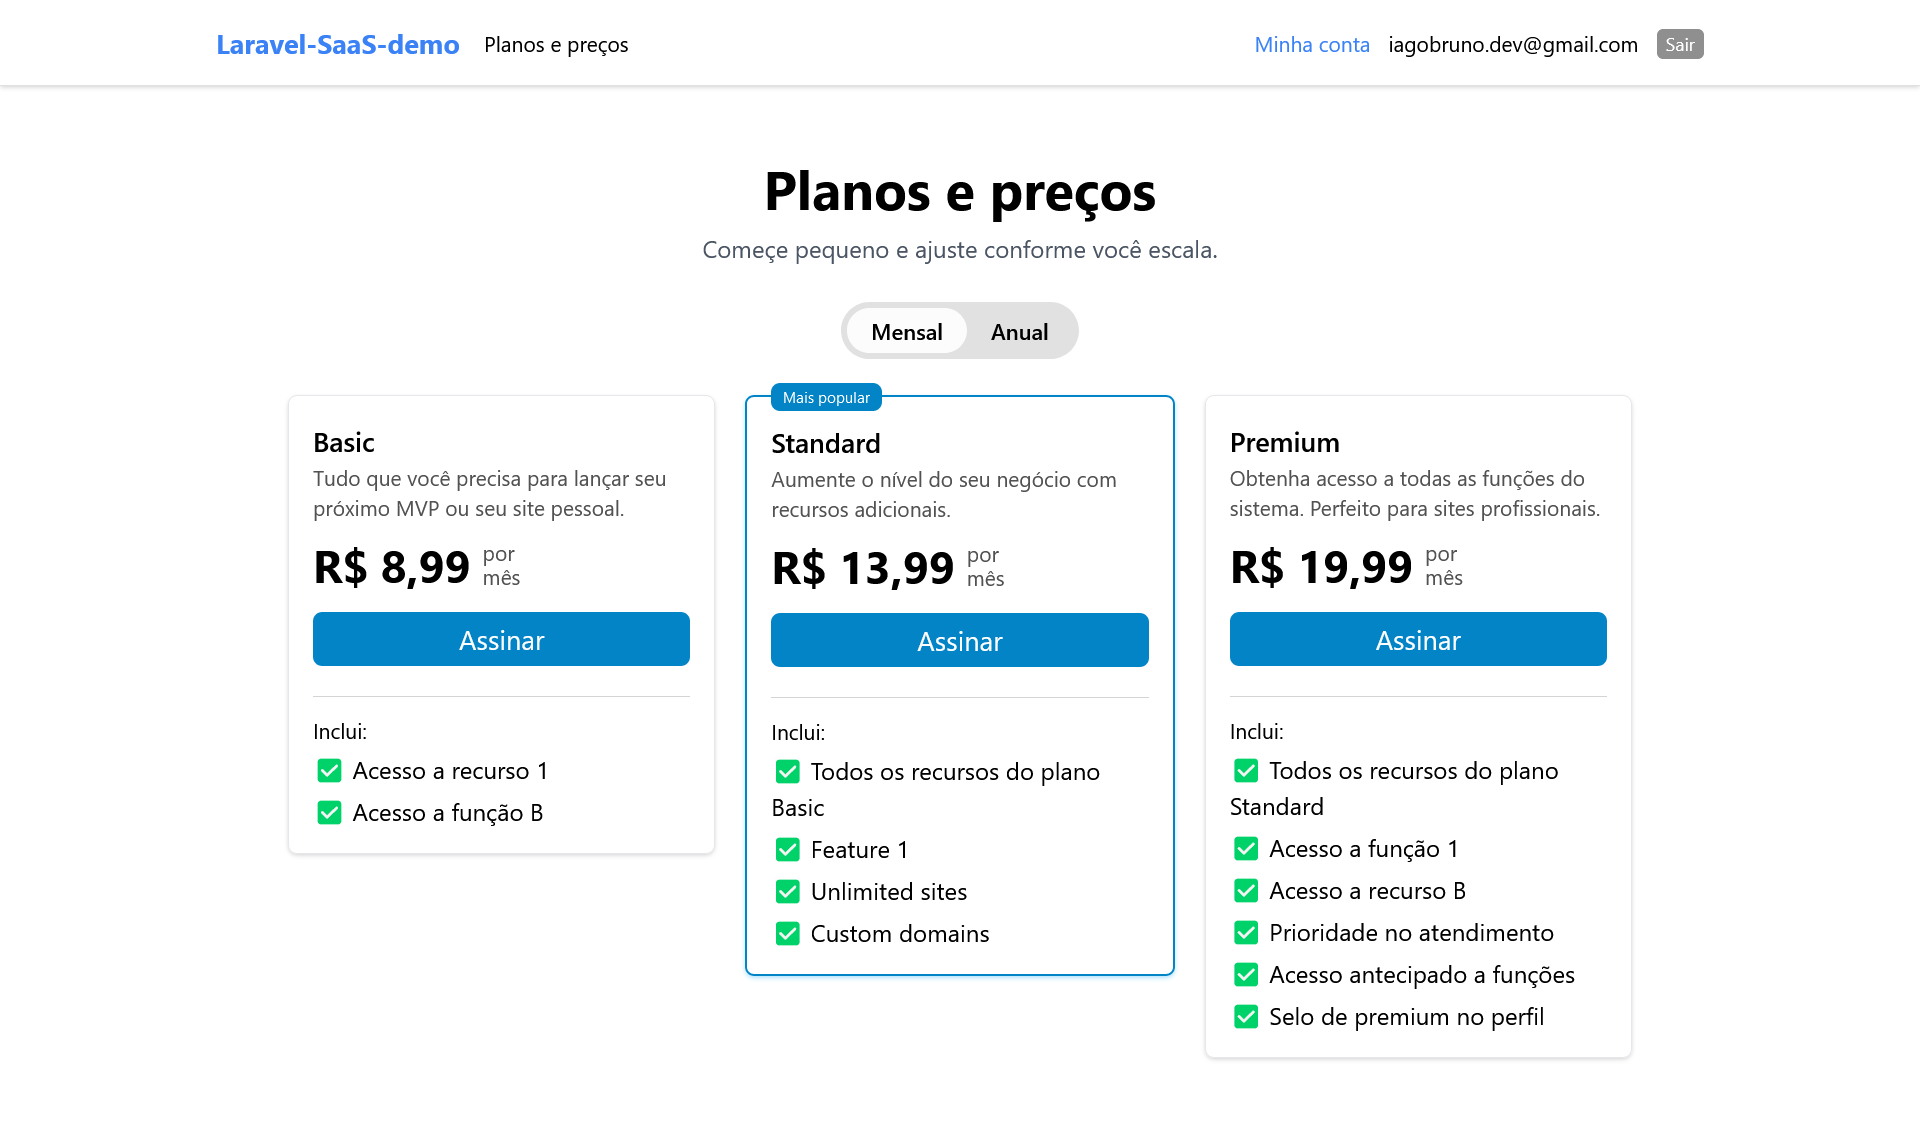 Laravel-SaaS-demo
Planos e preços
Minha conta
iagobruno.dev@gmail.com
Sair
Planos e preços
Começe pequeno e ajuste conforme você escala.
Mensal
Anual
Basic
Tudo que você precisa para lançar seu
próximo MVP ou seu site pessoal.
R$ 8,99
por
mês
Assinar
Inclui:
Acesso a recurso 1
Acesso a função B
Mais popular
Standard
Aumente o nível do seu negócio com
recursos adicionais.
R$ 13,99
por
mês
Assinar
Inclui:
Todos os recursos do plano
Basic
Feature 1
Unlimited sites
Custom domains
Premium
Obtenha acesso a todas as funções do
sistema. Perfeito para sites profissionais.
R$ 19,99
por
mês
Assinar
Inclui:
Todos os recursos do plano
Standard
Acesso a função 1
Acesso a recurso B
Prioridade no atendimento
Acesso antecipado a funções
Selo de premium no perfil